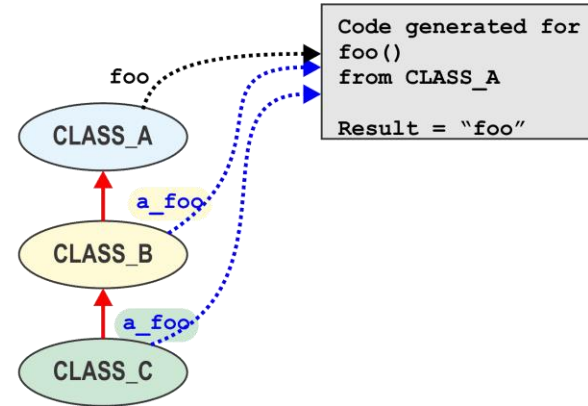 Code generated for
foo()
from CLASS_A
Result = “foo”
foo
CLASS_A
a_foo
CLASS_B
a_foo
CLASS_C